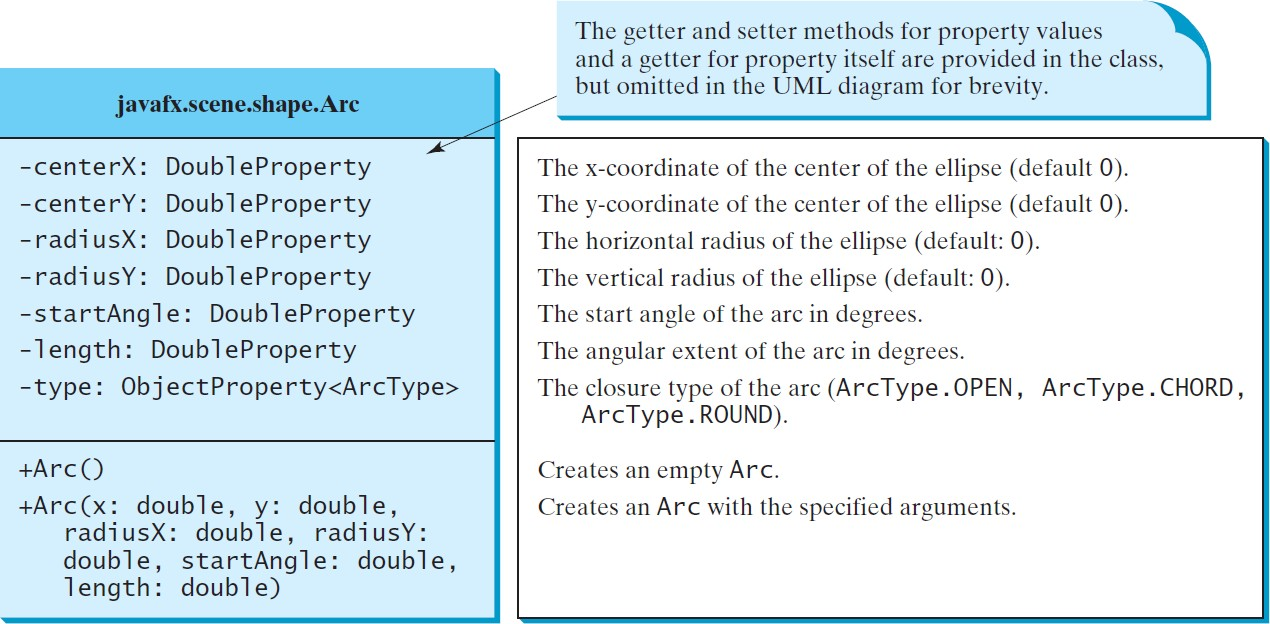 The getter and setter methods for property values
and a getter for property itself are provided in the class,
but omitted in the UML diagram for brevity.
javafx.scene.shape.Arc
-centerX: DoubleProperty
-centerY: DoubleProperty
-radiusX: DoubleProperty
-radiusY: DoubleProperty
-startAngle: DoubleProperty
-length: DoubleProperty
-type: ObjectProperty<ArcType>
+Arc()
+Arc(x: double, y: double,
radiusX: double, radiusY:
double, startAngle: double,
length: double)
The x-coordinate of the center of the ellipse (default 0).
The y-coordinate of the center of the ellipse (default 0).
The horizontal radius of the ellipse (default: 0).
The vertical radius of the ellipse (default: 0).
The start angle of the arc in degrees.
The angular extent of the arc in degrees.
The closure type of the arc (ArcType.OPEN, ArcType.CHORD,
ArcType.ROUND).
Creates an empty Arc.
Creates an Arc with the specified arguments.